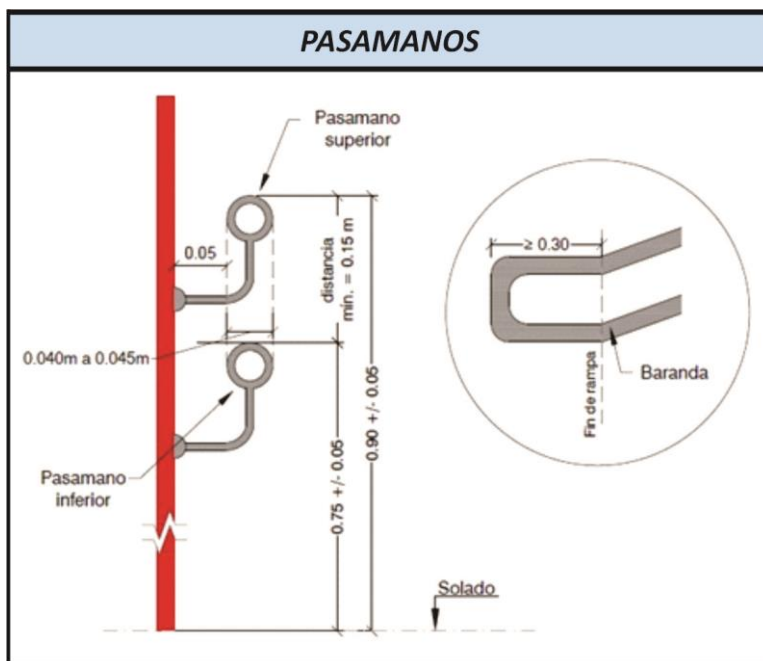 PASAMANOS
Pasamano
superior
0.05
distancia
min. = 0.15 m
0.90 +/- 0.05
0.040m a 0.045m
0.75 +/- 0.05
Pasamano
inferior
Solado
≥ 0.30
Baranda
Fin de rampa